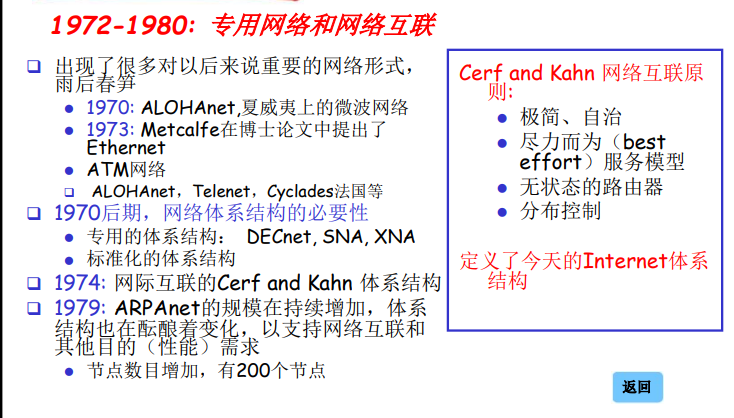 1972-1980: 专用网络和网络互联
出现了很多对以后来说重要的网络形式，
雨后春笋
1970: ALOHAnet,夏威夷上的微波网络
1973: Metcalfe在博士论文中提出了
Ethernet
ATM网络
ALOHAnet，Telenet，Cyclades法国等
1970后期，网络体系结构的必要性
专用的体系结构： DECnet, SNA, XNA
标准化的体系结构
1974: 网际互联的Cerf and Kahn 体系结构
1979: ARPAnet的规模在持续增加，体系
结构也在酝酿着变化，以支持网络互联和
其他目的（性能）需求
节点数目增加，有200个节点
Cerf and Kahn 网络互联原
则:
极简、自治
尽力而为（best
effort）服务模型
无状态的路由器
分布控制
定义了今天的Internet体系
结构
返回